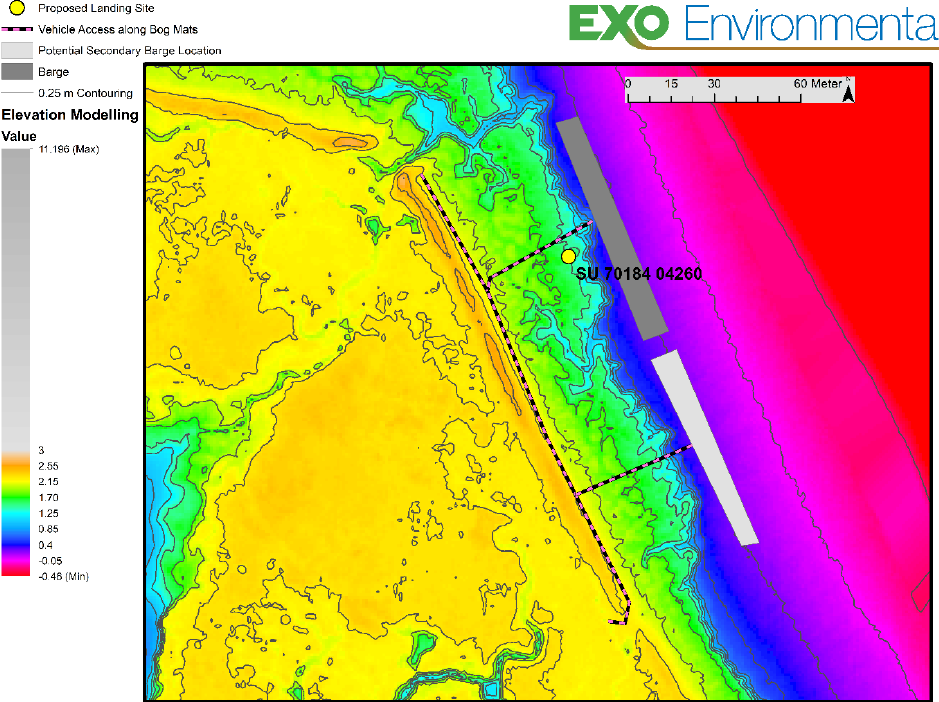 Proposed Landing Site
Vehicle Access along Bog Mats
Potential Secondary Barge Location
Barge
0.25 m Contouring
Elevation Modelling
Value
11.196 (Max)
3
2.55
2.15
1.70
1.25
0.85
0.4
-0.05
-0.46 (Min)
EXO Environmenta
0 15 30 60 Meter
SU 70184 04260